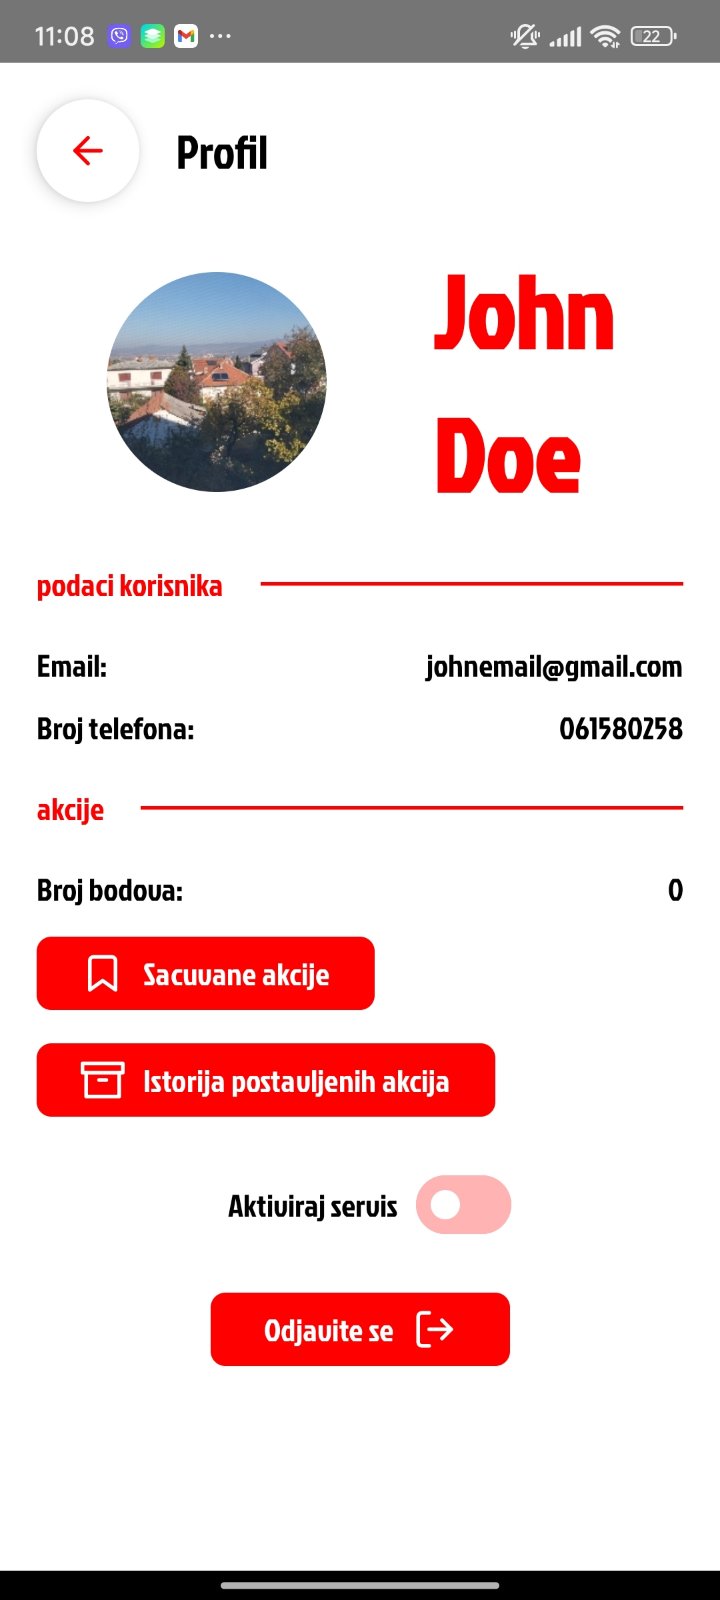 11:08
22
Profil
John
Doe
podaci korisnika
Email: johnemail@gmail.com
Broj telefona: 061580258
akcije
Broj bodova: 0
Sacuvane akcije
Istorija postavljenih akcija
Aktiviraj servis
Odjavite se